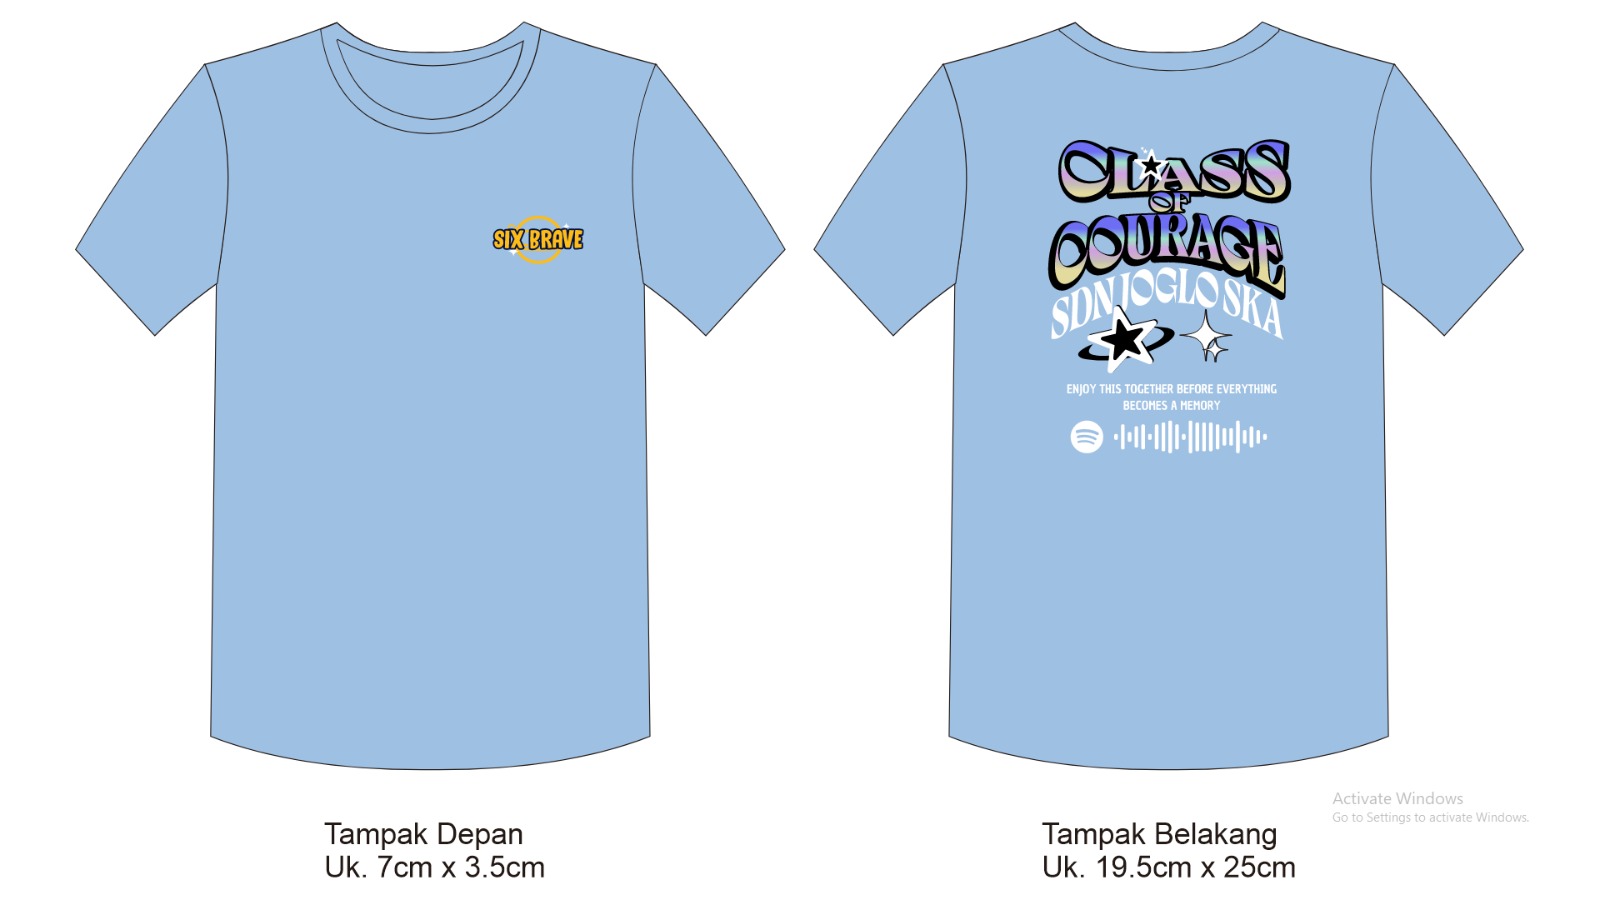 SIX BRAVE
CLASS
OF
COURAGE
SDN JOGLO SKA
ENJOY THIS TOGETHER BEFORE EVERYTHING
BECOMES A MEMORY
Activate Windows
Go to Settings to activate Windows.
Tampak Depan
Uk. 7cm x 3.5cm
Tampak Belakang
Uk. 19.5cm x 25cm